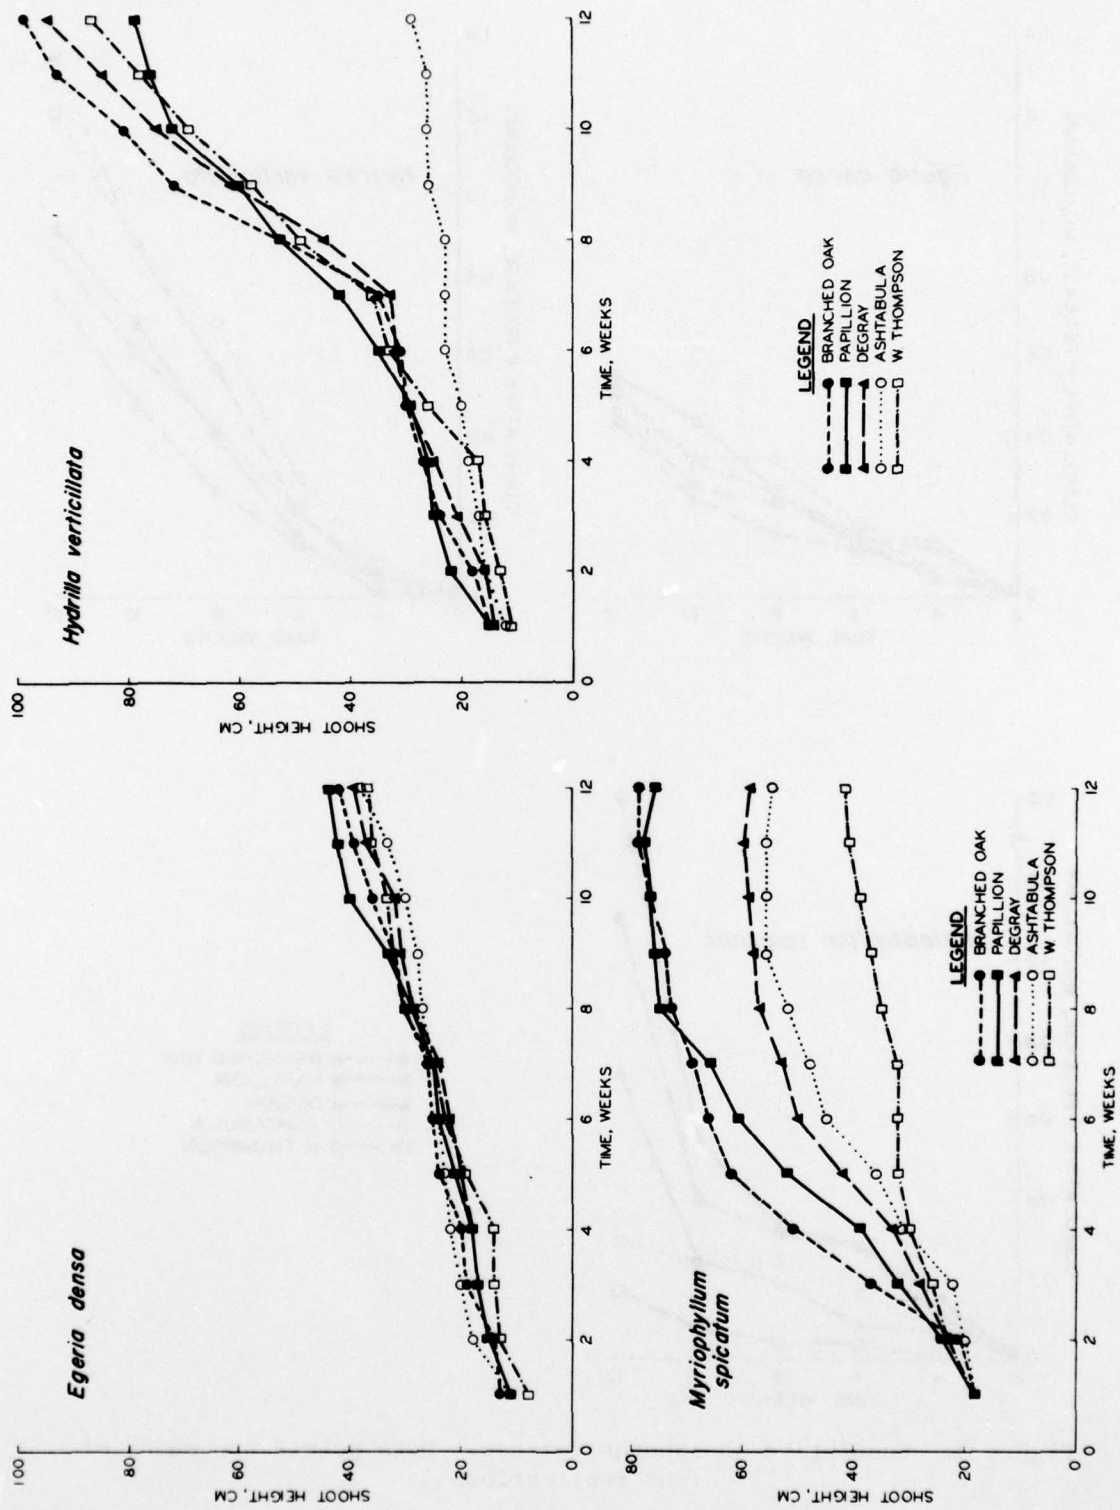 Egeria densa
SHOOT HEIGHT, CM
100
80
60
40
20
0
0
2
4
6
8
10
12
TIME, WEEKS
Hydrilla verticillata
SHOOT HEIGHT, CM
100
80
60
40
20
0
0
2
4
6
8
10
12
TIME, WEEKS
Myriophyllum
spicatum
SHOOT HEIGHT, CM
80
60
40
20
0
0
2
4
6
8
10
12
TIME, WEEKS
LEGEND
BRANCHED OAK
PAPILLION
DEGRAY
ASHTABULA
W. THOMPSON
LEGEND
BRANCHED OAK
PAPILLION
DEGRAY
ASHTABULA
W. THOMPSON